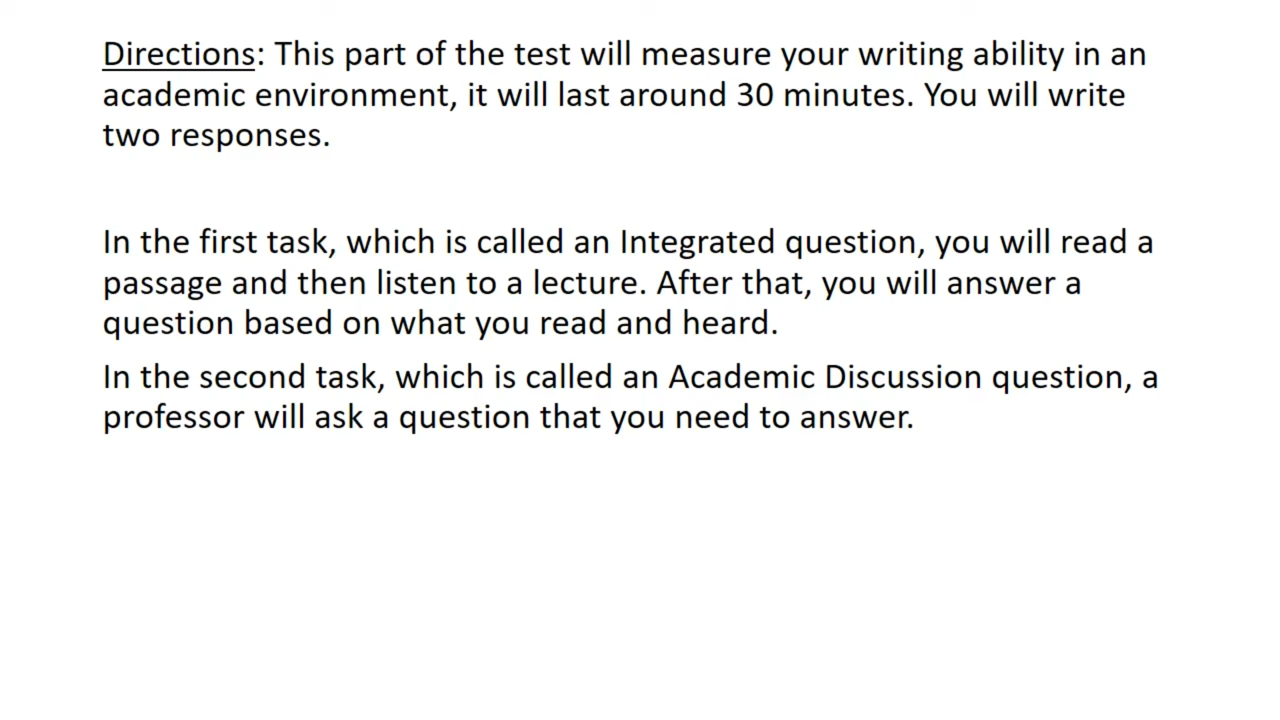 Directions: This part of the test will measure your writing ability in an
academic environment, it will last around 30 minutes. You will write
two responses.
In the first task, which is called an Integrated question, you will read a
passage and then listen to a lecture. After that, you will answer a
question based on what you read and heard.
In the second task, which is called an Academic Discussion question, a
professor will ask a question that you need to answer.